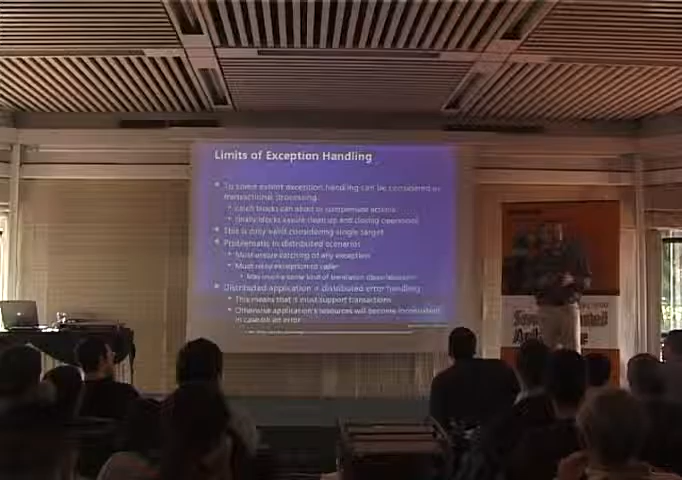 Limits of Exception Handling
To some extent exception handling can be considered as
transactional processing
catch blocks can abort or compensate actions
finally blocks assure clean up and closing operations
This is only valid considering single target
Problematic in distributed scenarios
Must ensure catching of any exception
Must relay exception to caller
Distributed application = distributed error handling
This means that it must support transactions
Otherwise application's resources will become inconsistent
in case of an error